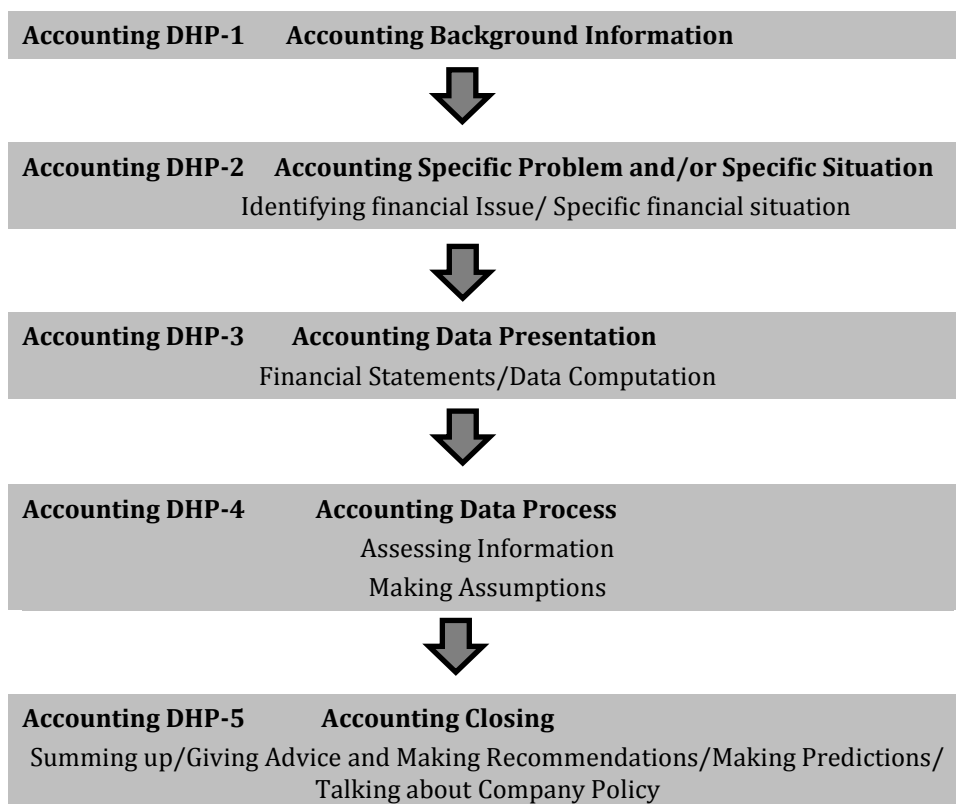 Accounting DHP-1 Accounting Background Information
Accounting DHP-2 Accounting Specific Problem and/or Specific Situation
Identifying financial Issue/ Specific financial situation
Accounting DHP-3 Accounting Data Presentation
Financial Statements/Data Computation
Accounting DHP-4 Accounting Data Process
Assessing Information
Making Assumptions
Accounting DHP-5 Accounting Closing
Summing up/Giving Advice and Making Recommendations/Making Predictions/
Talking about Company Policy